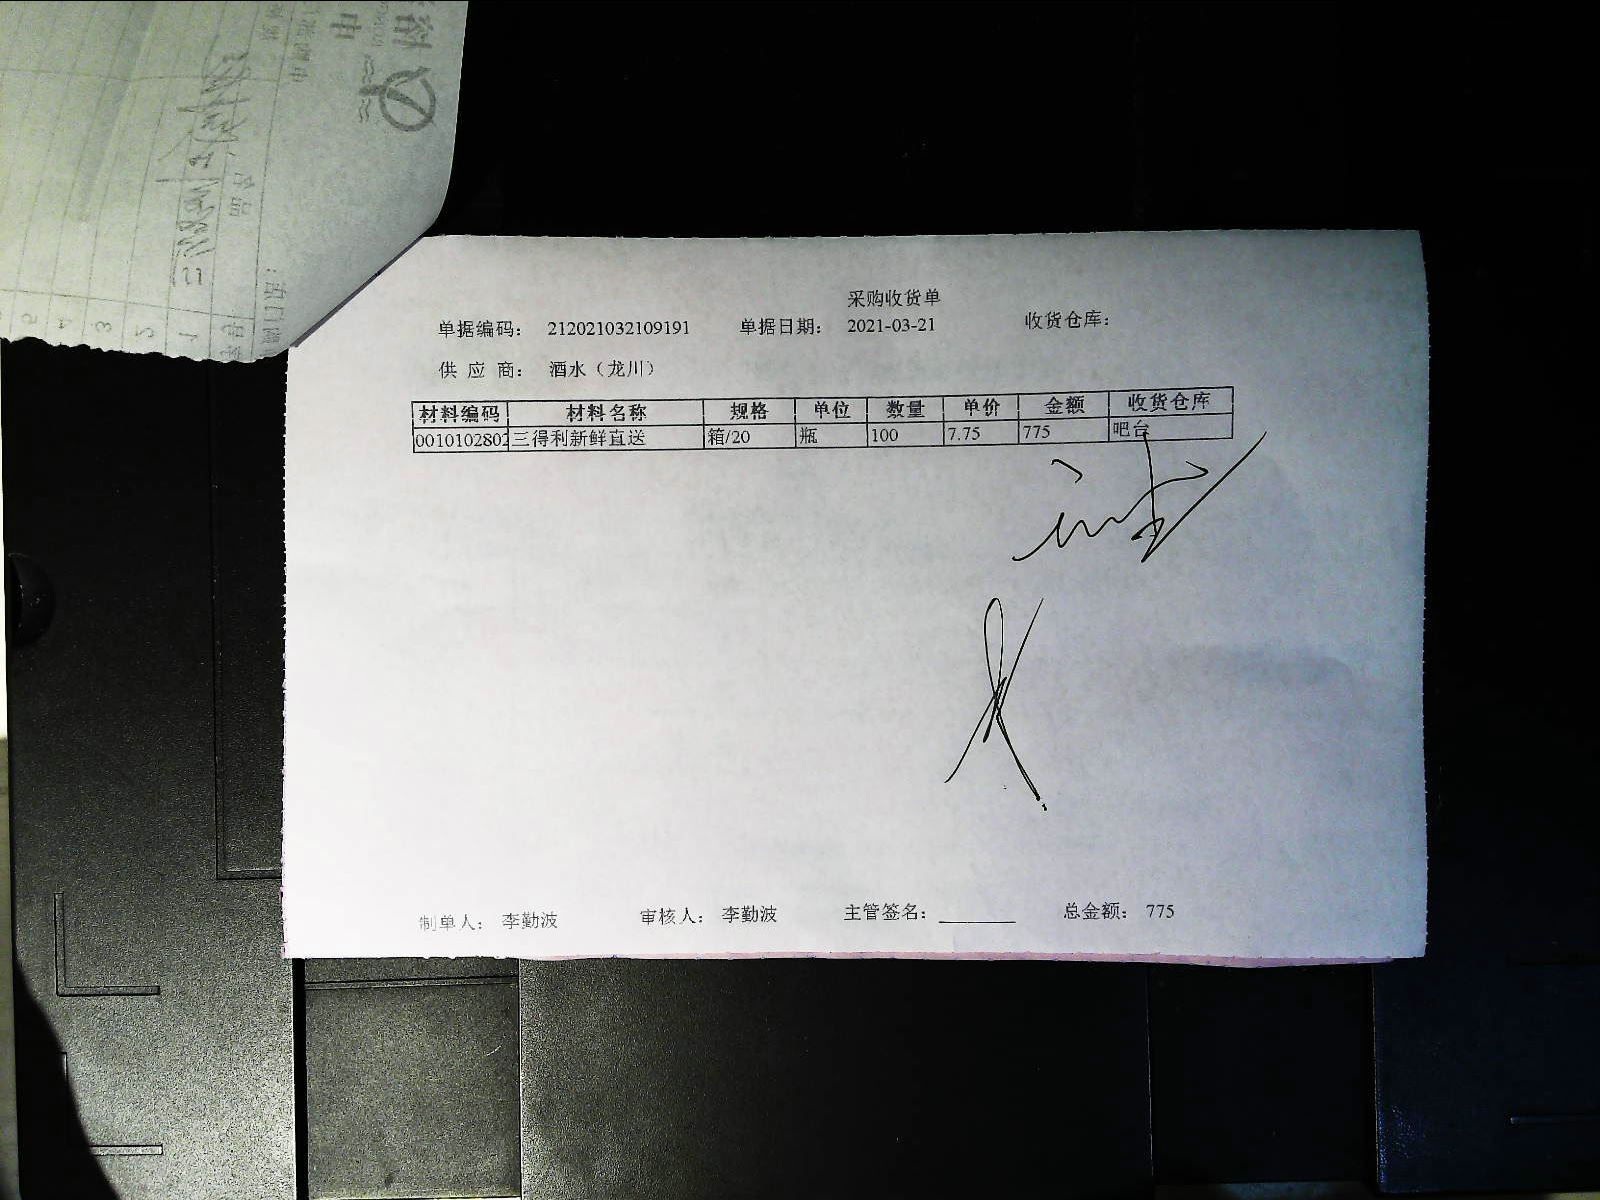 采购收货单
单据编码： 212021032109191 单据日期： 2021-03-21 收货仓库：
供 应 商： 酒水（龙川）
材料编码 材料名称 规格 单位 数量 单价 金额 收货仓库
0010102802 三得利新鲜直送 箱/20 瓶 100 7.75 775 吧台
制单人： 李勤波 审核人： 李勤波 主管签名： ________ 总金额： 775